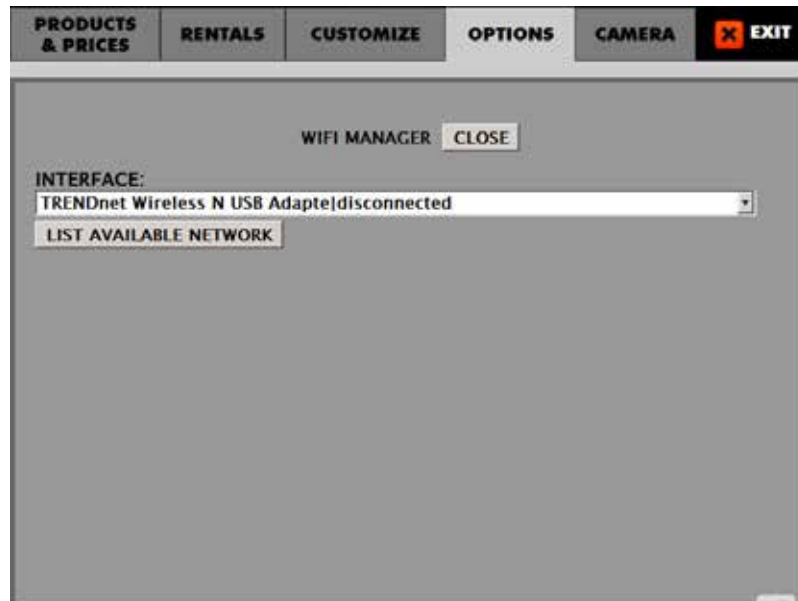 PRODUCTS
& PRICES
RENTALS
CUSTOMIZE
OPTIONS
CAMERA
X EXIT
WIFI MANAGER CLOSE
INTERFACE:
TRENDnet Wireless N USB Adapte|disconnected
LIST AVAILABLE NETWORK